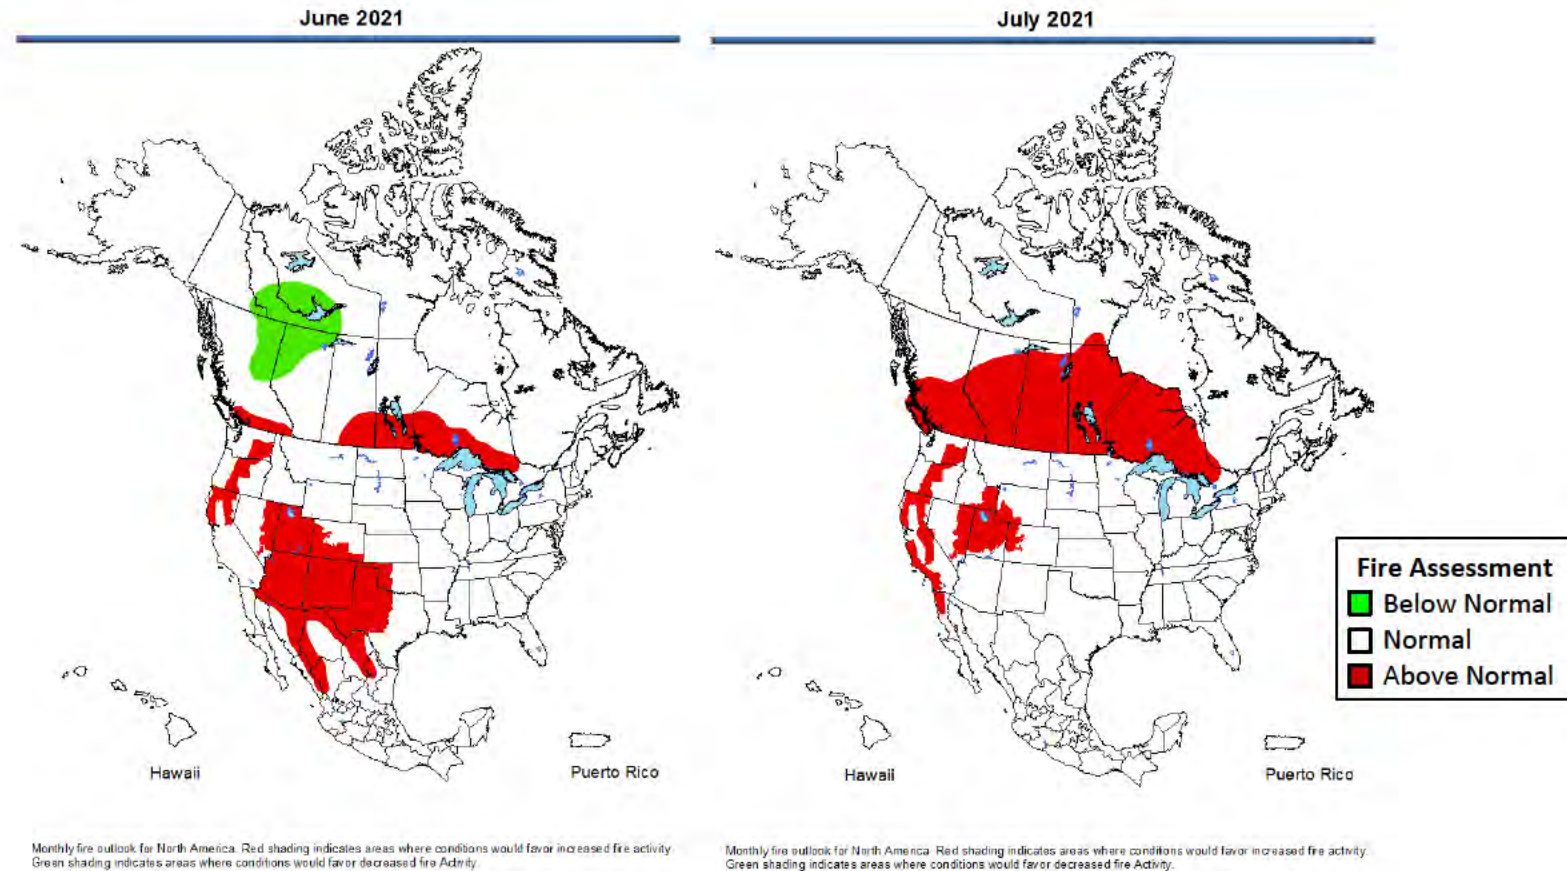 June 2021
Hawaii
Puerto Rico
Monthly fire outlook for North America. Red shading indicates areas where conditions would favor increased fire activity.
Green shading indicates areas where conditions would favor decreased fire Activity.
July 2021
Hawaii
Puerto Rico
Monthly fire outlook for North America. Red shading indicates areas where conditions would favor increased fire activity.
Green shading indicates areas where conditions would favor decreased fire Activity.
Fire Assessment
Below Normal
Normal
Above Normal